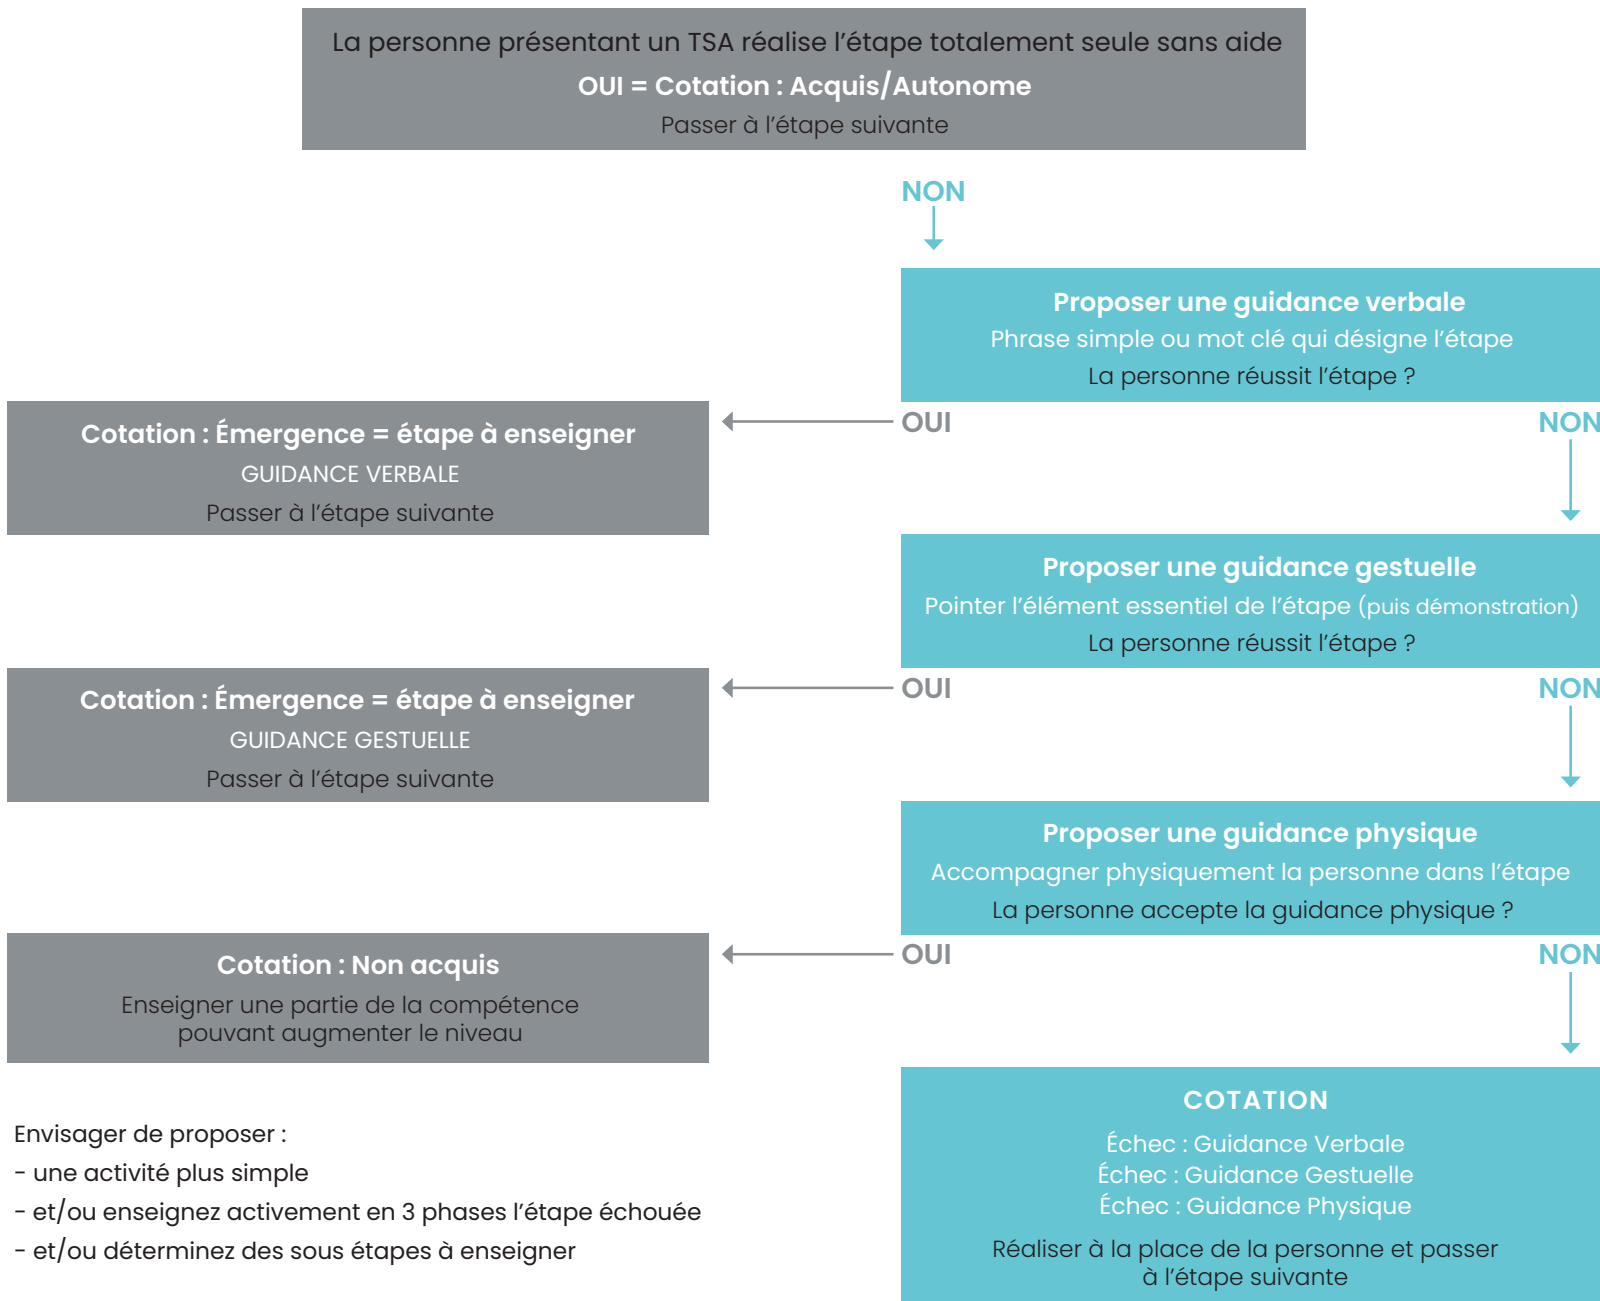 La personne présentant un TSA réalise l’étape totalement seule sans aide
OUI = Cotation : Acquis/Autonome
Passer à l’étape suivante
NON
Proposer une guidance verbale
Phrase simple ou mot clé qui désigne l’étape
La personne réussit l’étape ?
OUI
NON
Cotation : Émergence = étape à enseigner
GUIDANCE VERBALE
Passer à l’étape suivante
Proposer une guidance gestuelle
Pointer l’élément essentiel de l’étape (puis démonstration)
La personne réussit l’étape ?
OUI
NON
Cotation : Émergence = étape à enseigner
GUIDANCE GESTUELLE
Passer à l’étape suivante
Proposer une guidance physique
Accompagner physiquement la personne dans l’étape
La personne accepte la guidance physique ?
OUI
NON
Cotation : Non acquis
Enseigner une partie de la compétence
pouvant augmenter le niveau
Envisager de proposer :
- une activité plus simple
- et/ou enseignez activement en 3 phases l’étape échouée
- et/ou déterminez des sous étapes à enseigner
COTATION
Échec : Guidance Verbale
Échec : Guidance Gestuelle
Échec : Guidance Physique
Réaliser à la place de la personne et passer
à l’étape suivante